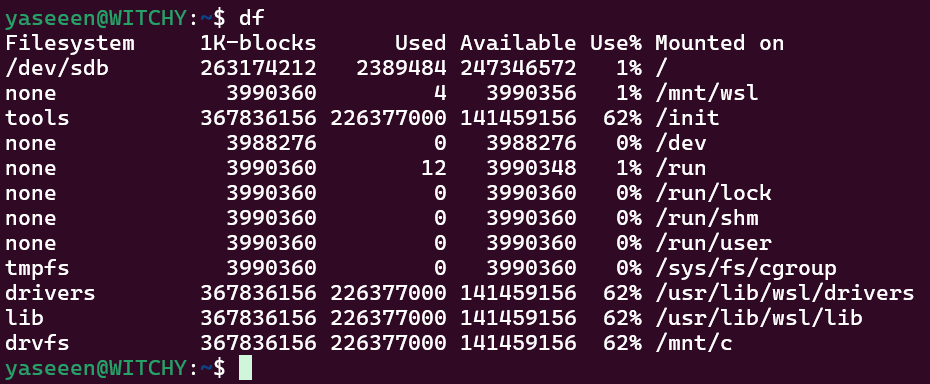 yaseeen@WITCHY:~$ df
Filesystem     1K-blocks      Used Available Use% Mounted on
/dev/sdb       263174212   2389484 247346572   1% /
none             3990360         4   3990356   1% /mnt/wsl
tools          367836156 226377000 141459156  62% /init
none             3988276         0   3988276   0% /dev
none             3990360        12   3990348   1% /run
none             3990360         0   3990360   0% /run/lock
none             3990360         0   3990360   0% /run/shm
none             3990360         0   3990360   0% /run/user
tmpfs            3990360         0   3990360   0% /sys/fs/cgroup
drivers        367836156 226377000 141459156  62% /usr/lib/wsl/drivers
lib            367836156 226377000 141459156  62% /usr/lib/wsl/lib
drvfs          367836156 226377000 141459156  62% /mnt/c
yaseeen@WITCHY:~$